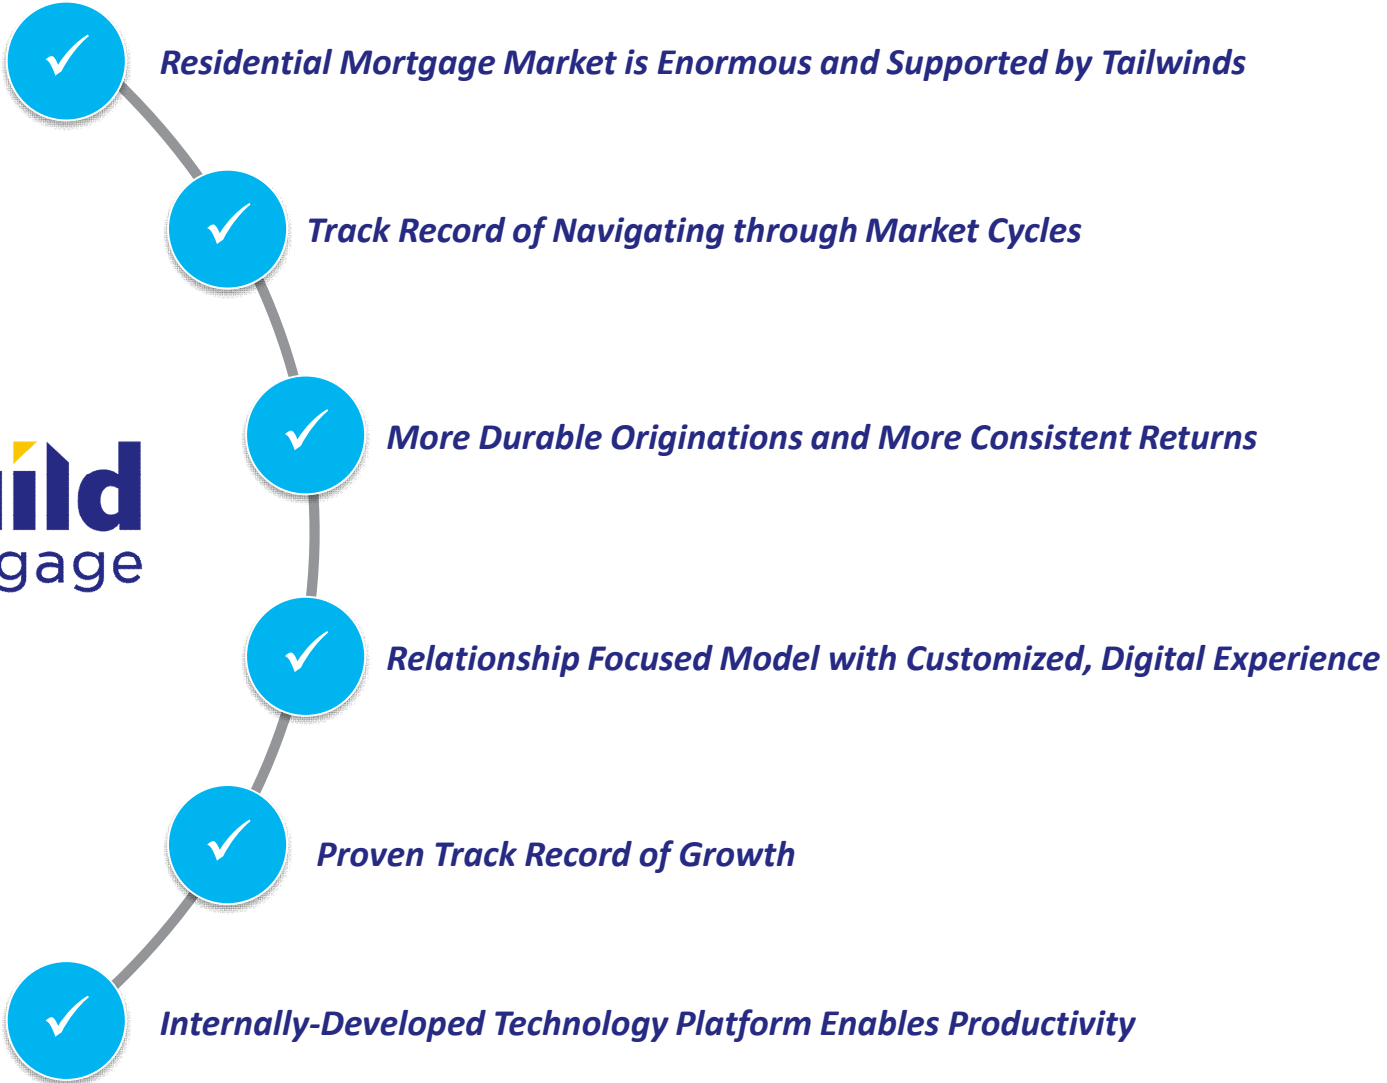 Residential Mortgage Market is Enormous and Supported by Tailwinds
Track Record of Navigating through Market Cycles
More Durable Originations and More Consistent Returns
uild
gage
Relationship Focused Model with Customized, Digital Experience
Proven Track Record of Growth
Internally-Developed Technology Platform Enables Productivity